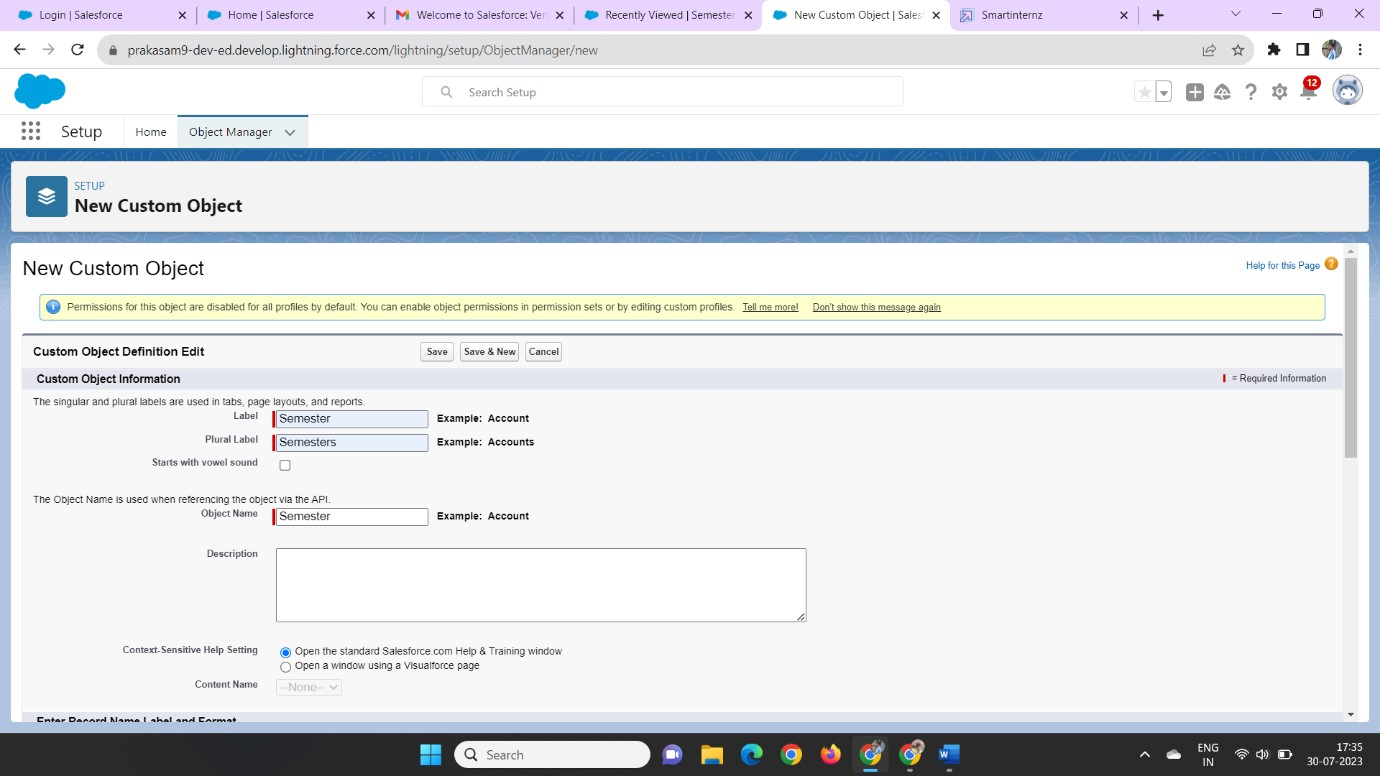 Login | Salesforce
Home | Salesforce
Welcome to Salesforce: Ver
Recently Viewed | Semester
New Custom Object | Sales
Smartinternz
prakasam9-dev-ed.develop.lightning.force.com/lightning/setup/ObjectManager/new
Search Setup
12
Setup
Home
Object Manager
SETUP
New Custom Object
New Custom Object
Help for this Page
Permissions for this object are disabled for all profiles by default. You can enable object permissions in permission sets or by editing custom profiles. Tell me more! Don't show this message again
Custom Object Definition Edit
Save
Save & New
Cancel
Custom Object Information
= Required Information
The singular and plural labels are used in tabs, page layouts, and reports.
Label
Semester
Example: Account
Plural Label
Semesters
Example: Accounts
Starts with vowel sound
The Object Name is used when referencing the object via the API.
Object Name
Semester
Example: Account
Description
Context-Sensitive Help Setting
Open the standard Salesforce.com Help & Training window
Open a window using a Visualforce page
Content Name
--None--
Enter Record Name Label and Format
Search
ENG
IN
17:35
30-07-2023